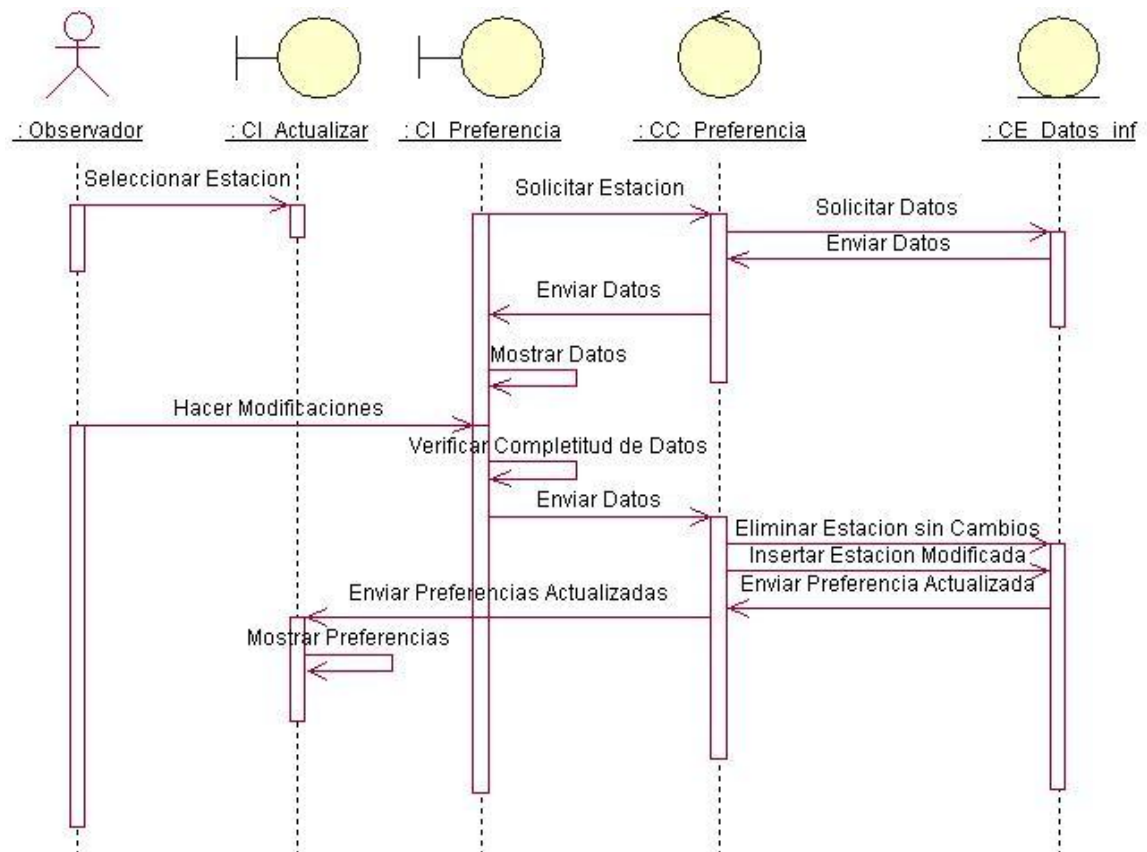 : Observador
: CI_Actualizar
: CI_Preferencia
: CC_Preferencia
: CE_Datos_inf
Seleccionar Estacion
Solicitar Estacion
Solicitar Datos
Enviar Datos
Enviar Datos
Mostrar Datos
Hacer Modificaciones
Verificar Completitud de Datos
Enviar Datos
Eliminar Estacion sin Cambios
Insertar Estacion Modificada
Enviar Preferencia Actualizada
Enviar Preferencias Actualizadas
Mostrar Preferencias